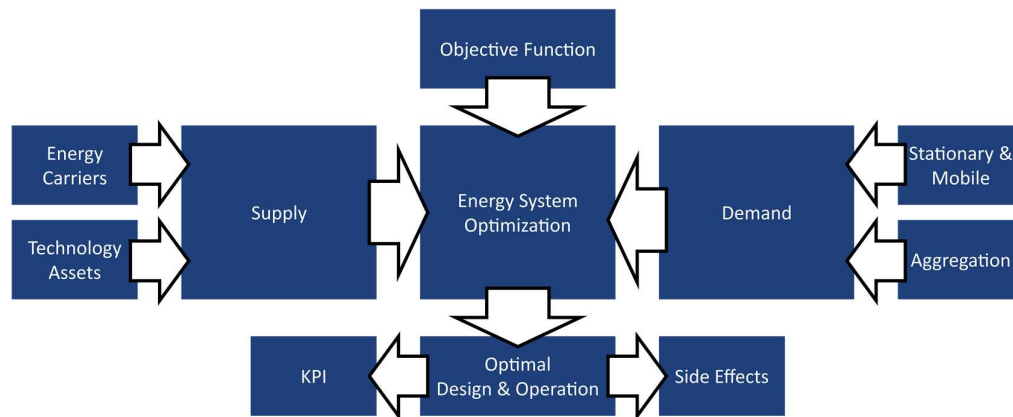 Objective Function
Energy
Carriers
Technology
Assets
Supply
Energy System
Optimization
Demand
Stationary &
Mobile
Aggregation
KPI
Optimal
Design & Operation
Side Effects